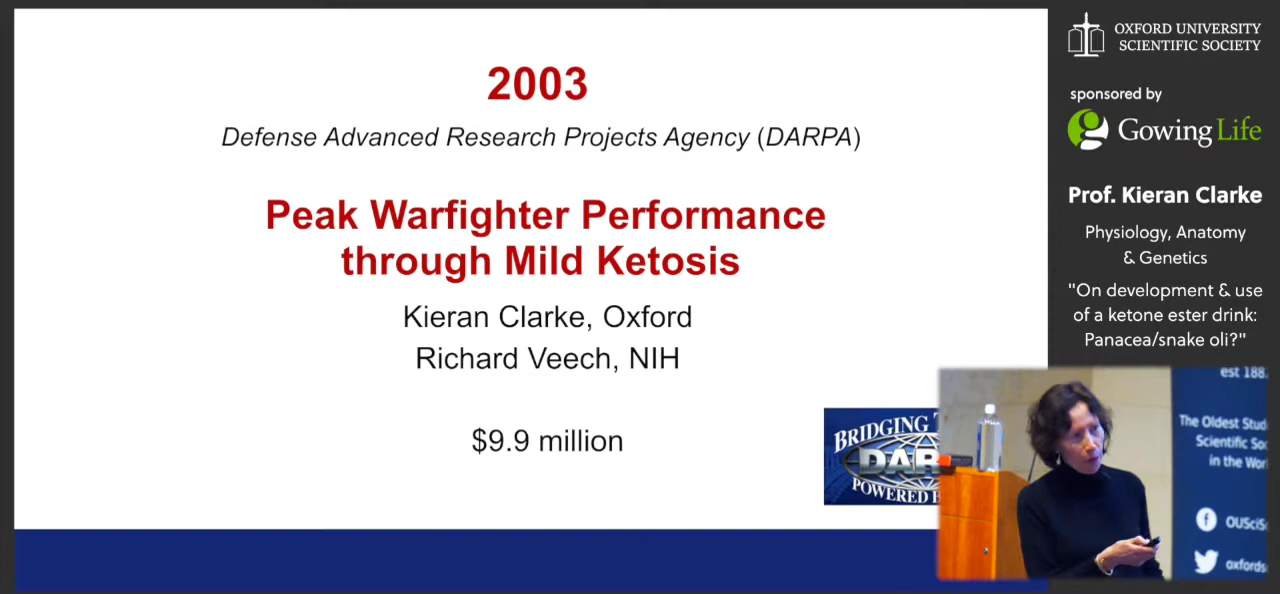 2003
Defense Advanced Research Projects Agency (DARPA)
Peak Warfighter Performance
through Mild Ketosis
Kieran Clarke, Oxford
Richard Veech, NIH
$9.9 million
BRIDGING T
DAR
POWERED B
OXFORD UNIVERSITY
SCIENTIFIC SOCIETY
sponsored by
Gowing Life
Prof. Kieran Clarke
Physiology, Anatomy
& Genetics
"On development & use
of a ketone ester drink:
Panacea/snake oli?"
est 188
The Oldest Stud
Scientific So
in the Wor
OUSciS
oxfords